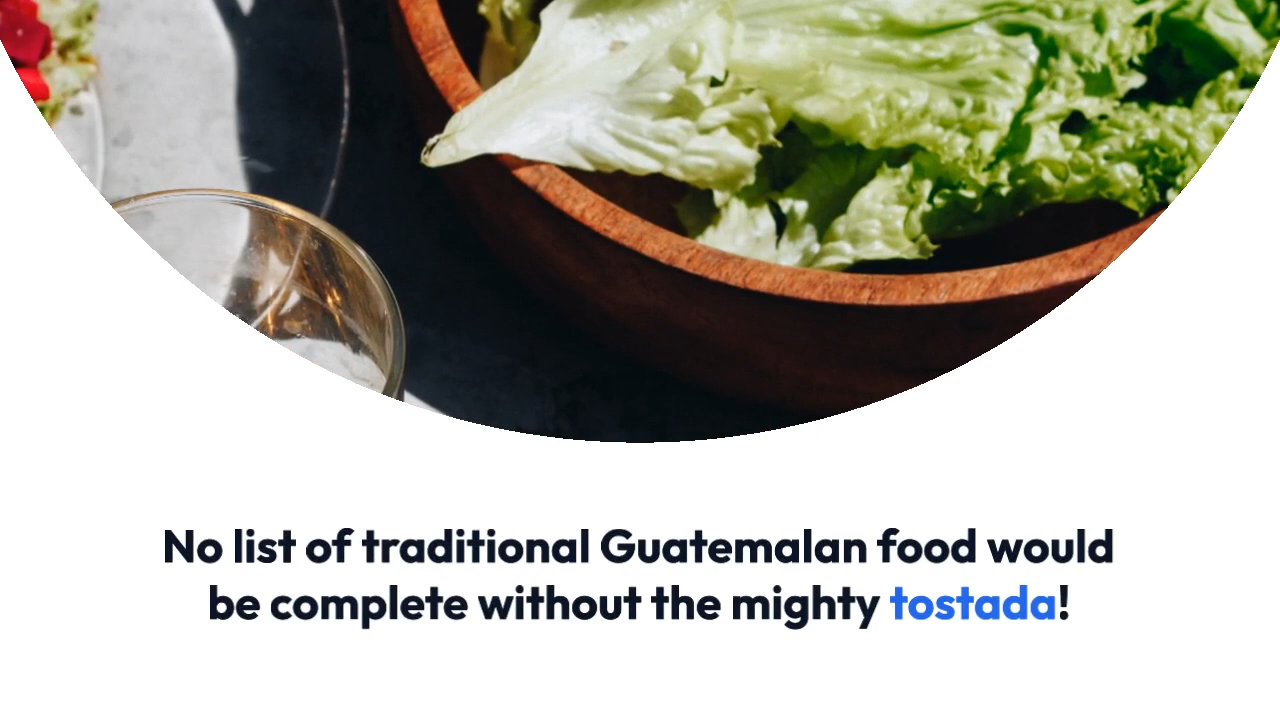 No list of traditional Guatemalan food would
be complete without the mighty tostada!